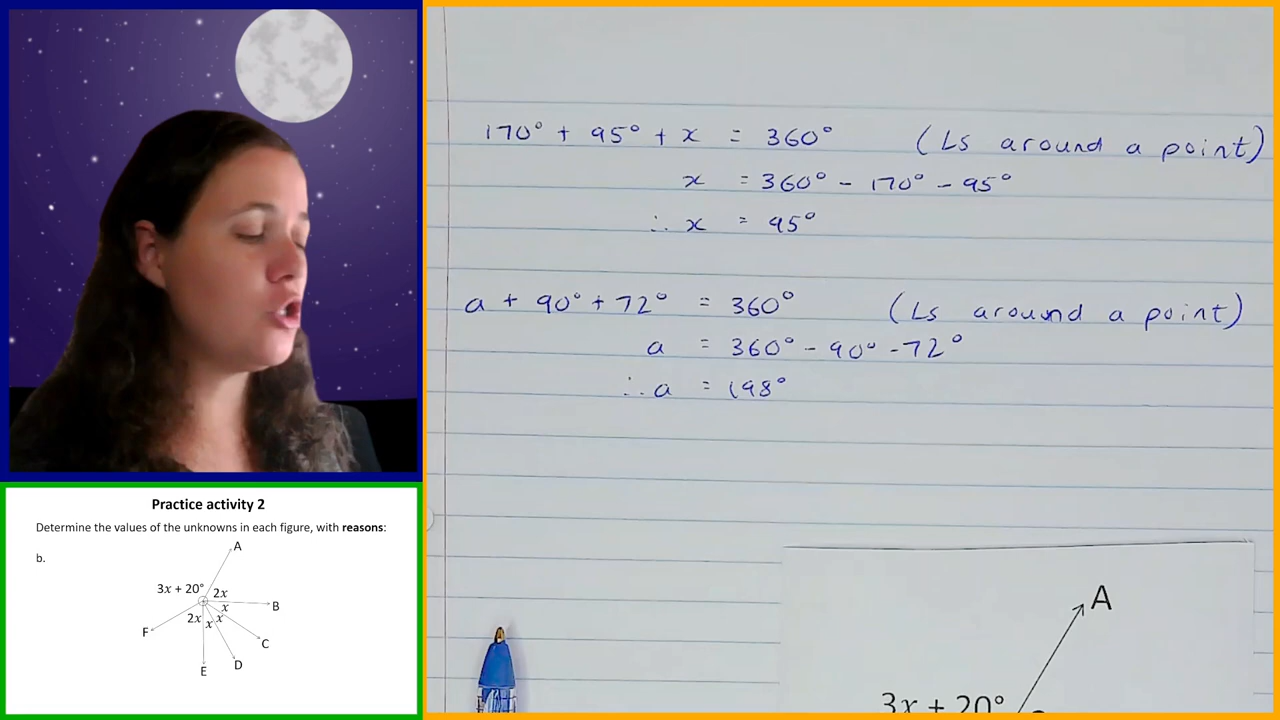 170° + 95° + x = 360° (Ls around a point)
x = 360° - 170° - 95°
∴ x = 95°
a + 90° + 72° = 360° (Ls around a point)
a = 360° - 90° - 72°
∴ a = 198°
Practice activity 2
Determine the values of the unknowns in each figure, with reasons:
b.
A
3x + 20°
2x
B
x
2x
x
x
F
C
D
E
A
3x + 20°